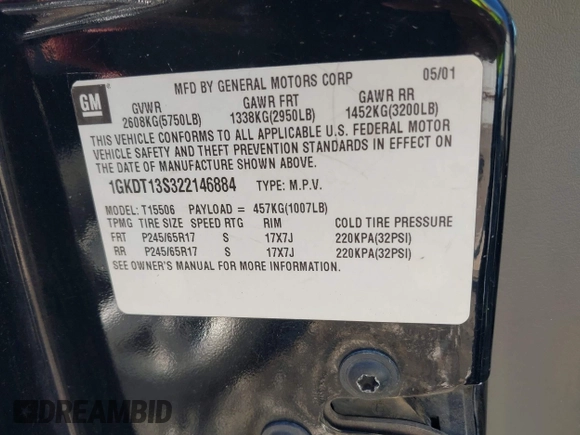 MFD BY GENERAL MOTORS CORP 05/01
GM
GVWR GAWR FRT GAWR RR
2608KG(5750LB) 1338KG(2950LB) 1452KG(3200LB)
THIS VEHICLE CONFORMS TO ALL APPLICABLE U.S. FEDERAL MOTOR
VEHICLE SAFETY AND THEFT PREVENTION STANDARDS IN EFFECT ON
THE DATE OF MANUFACTURE SHOWN ABOVE.
1GKDT13S322146884 TYPE: M.P.V.
MODEL: T15506 PAYLOAD = 457KG(1007LB)
TPMG TIRE SIZE SPEED RTG RIM COLD TIRE PRESSURE
FRT P245/65R17 S 17X7J 220KPA(32PSI)
RR P245/65R17 S 17X7J 220KPA(32PSI)
SEE OWNER'S MANUAL FOR MORE INFORMATION.
DREAMBID